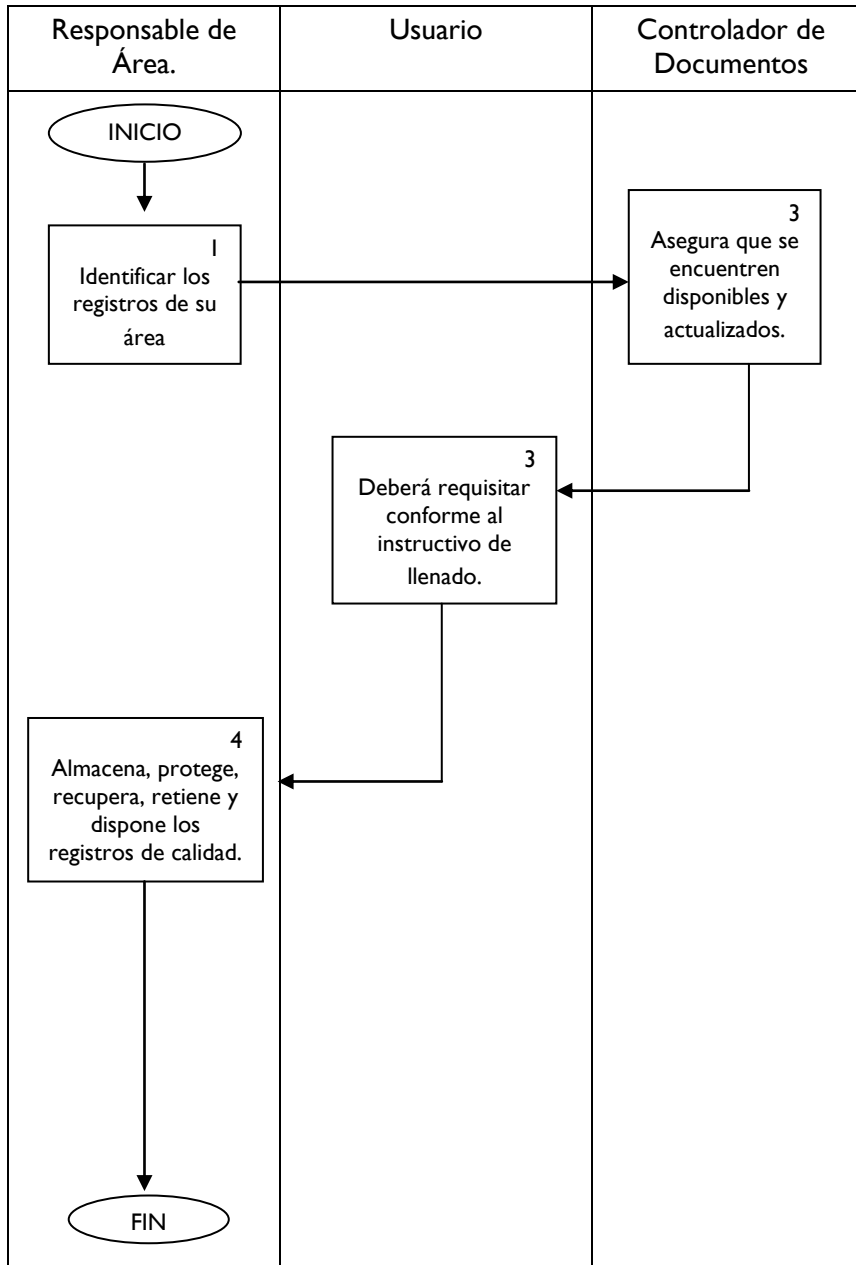 Responsable de
Área.
Usuario
Controlador de
Documentos
INICIO
1
Identificar los
registros de su
área
3
Asegura que se
encuentren
disponibles y
actualizados.
3
Deberá requisitar
conforme al
instructivo de
llenado.
4
Almacena, protege,
recupera, retiene y
dispone los
registros de calidad.
FIN